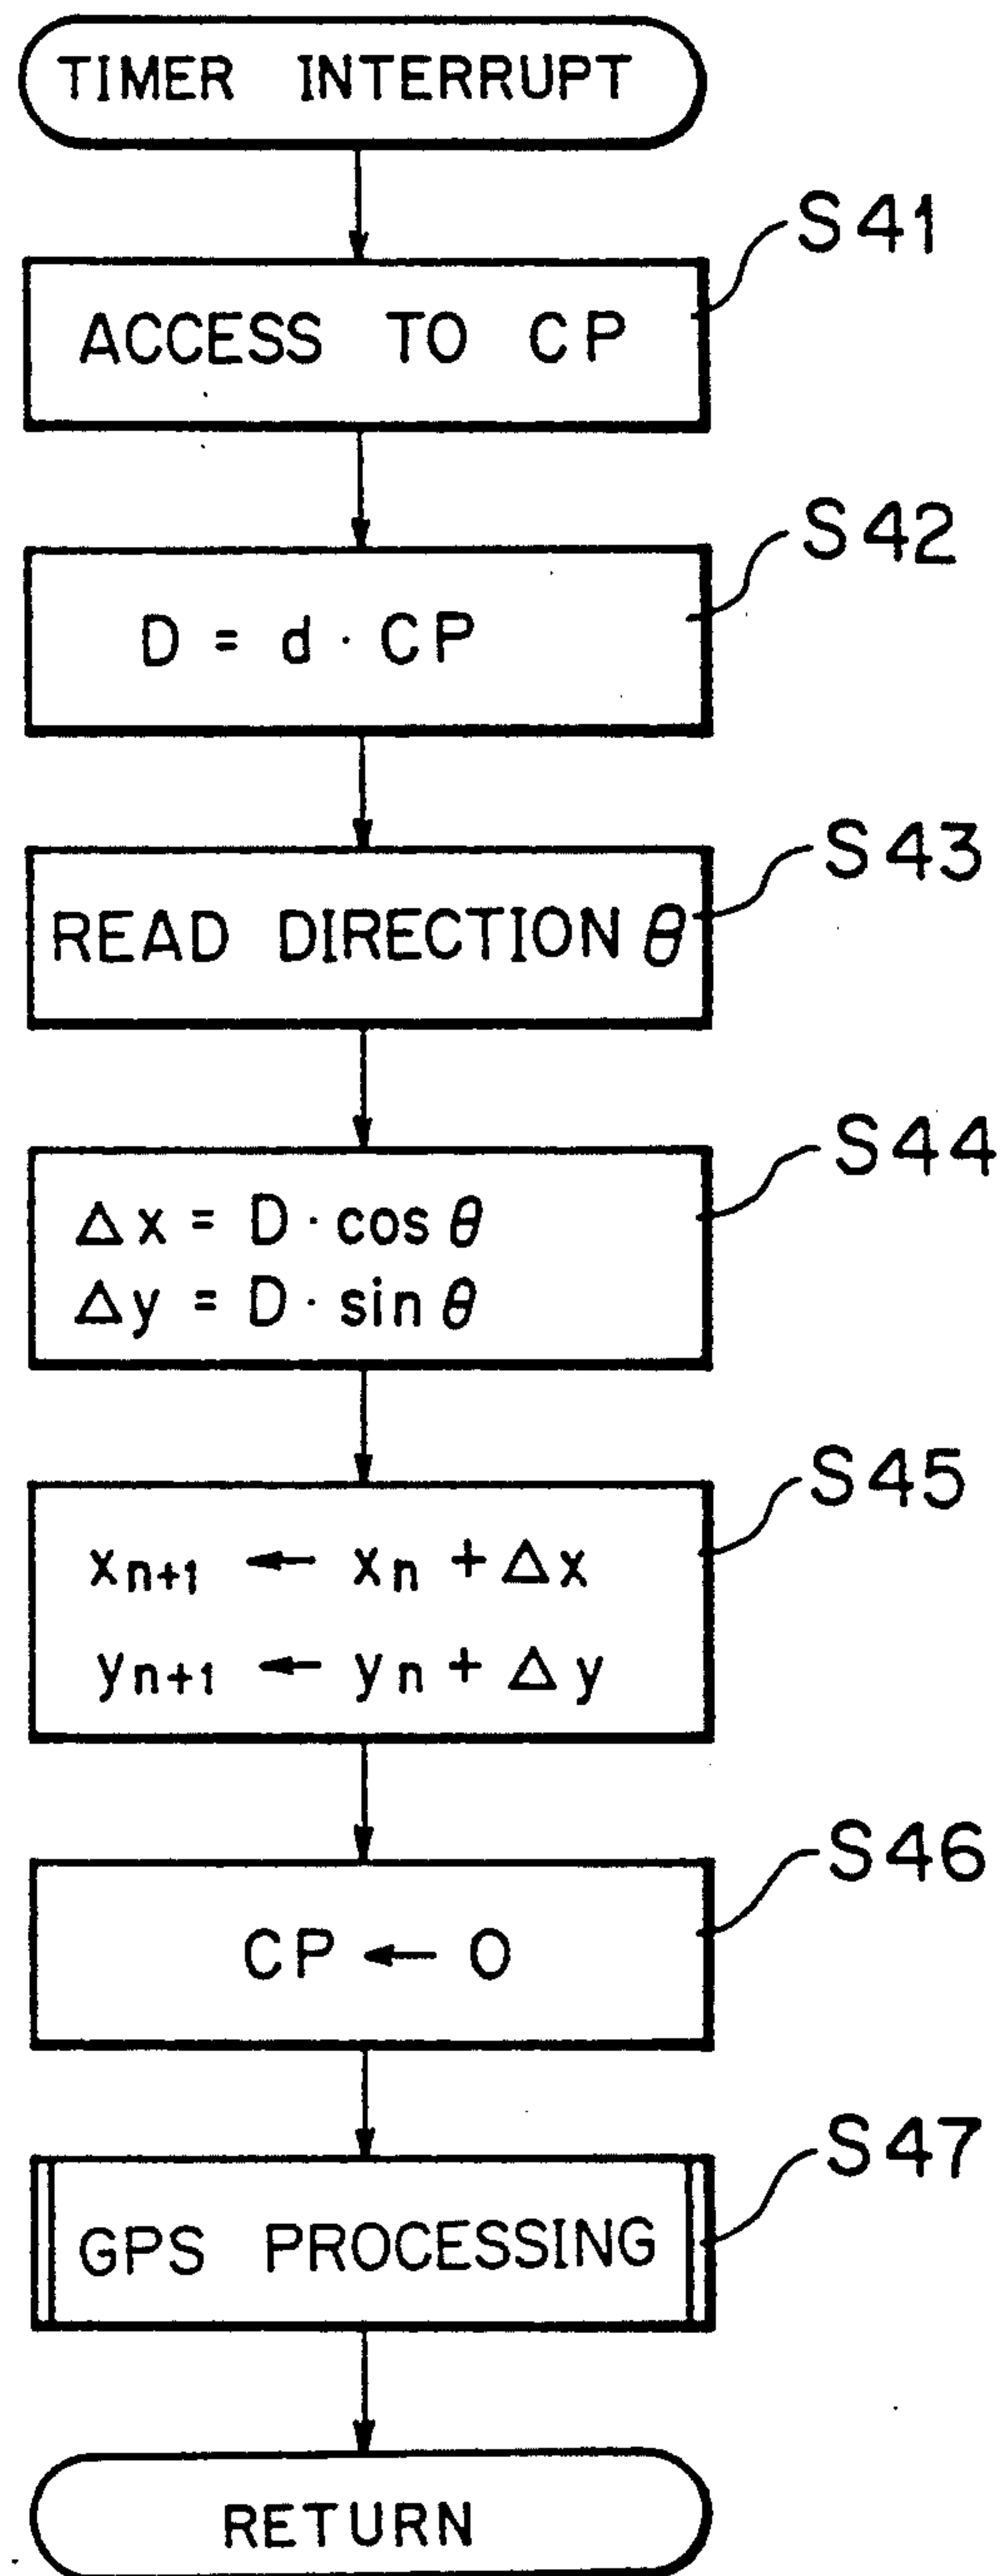 TIMER INTERRUPT
S41
ACCESS TO CP
S42
D = d · CP
S43
READ DIRECTION θ
S44
Δx = D · cos θ
Δy = D · sin θ
S45
xₙ₊₁ ← xₙ + Δx
yₙ₊₁ ← yₙ + Δy
S46
CP ← 0
S47
GPS PROCESSING
RETURN